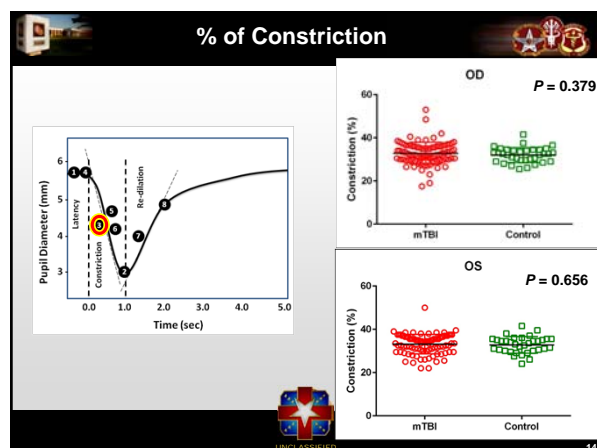 % of Constriction
Pupil Diameter (mm)
6
5
4
3
Latency
Constriction
Re-dilation
1
4
3
5
6
2
7
8
0.0 1.0 2.0 3.0 4.0 5.0
Time (sec)
OD
P = 0.379
Constriction (%)
60
40
20
0
mTBI Control
OS
P = 0.656
Constriction (%)
60
40
20
0
mTBI Control
UNCLASSIFIED
14